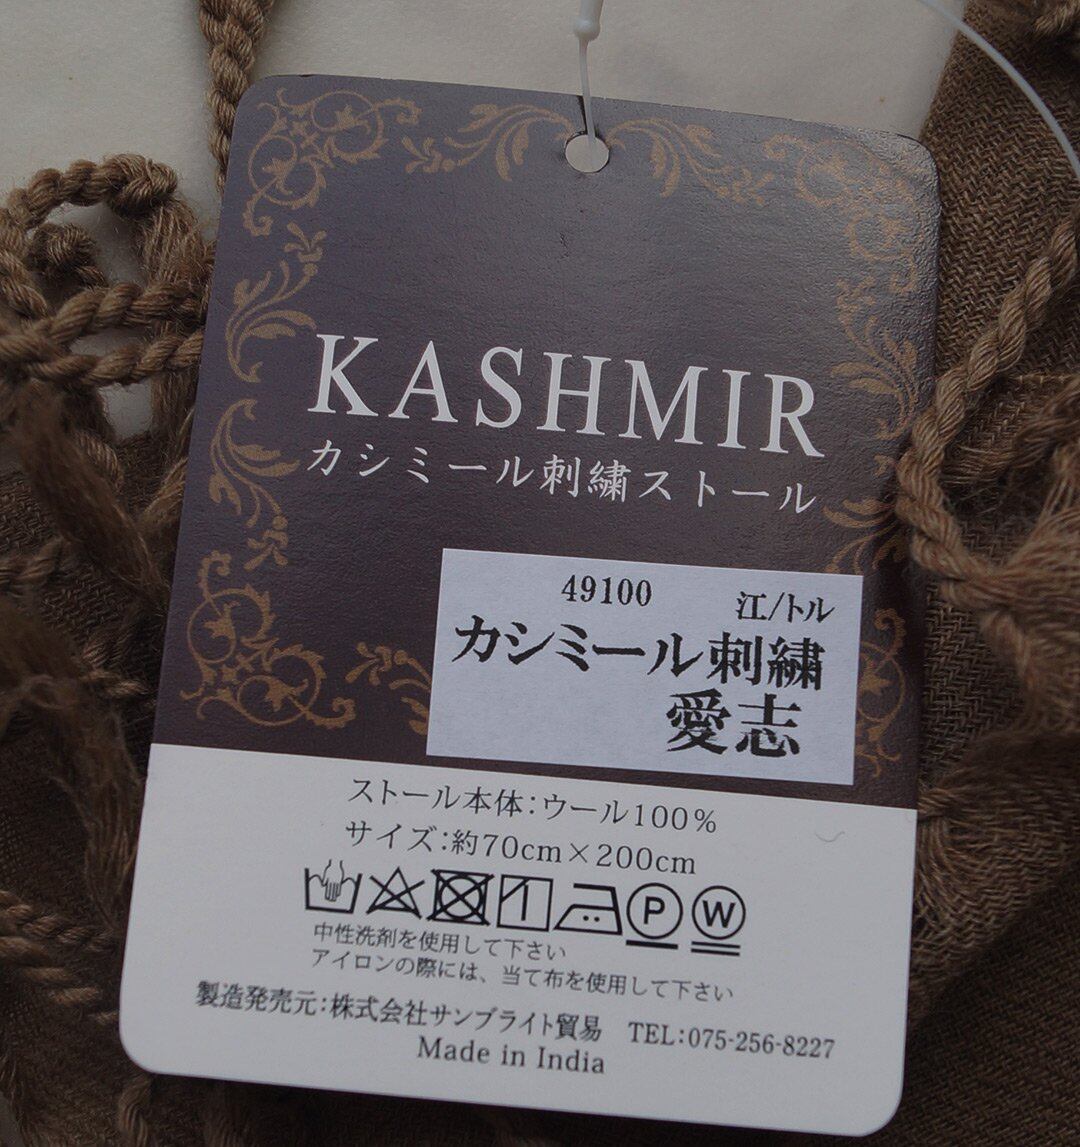 KASHMIR
カシミール刺繍ストール
49100 江/トル
カシミール刺繍
愛志
ストール本体:ウール100%
サイズ:約70cm×200cm
P W
中性洗剤を使用して下さい
アイロンの際には、当て布を使用して下さい
製造発売元:株式会社サンブライト貿易 TEL:075-256-8227
Made in India